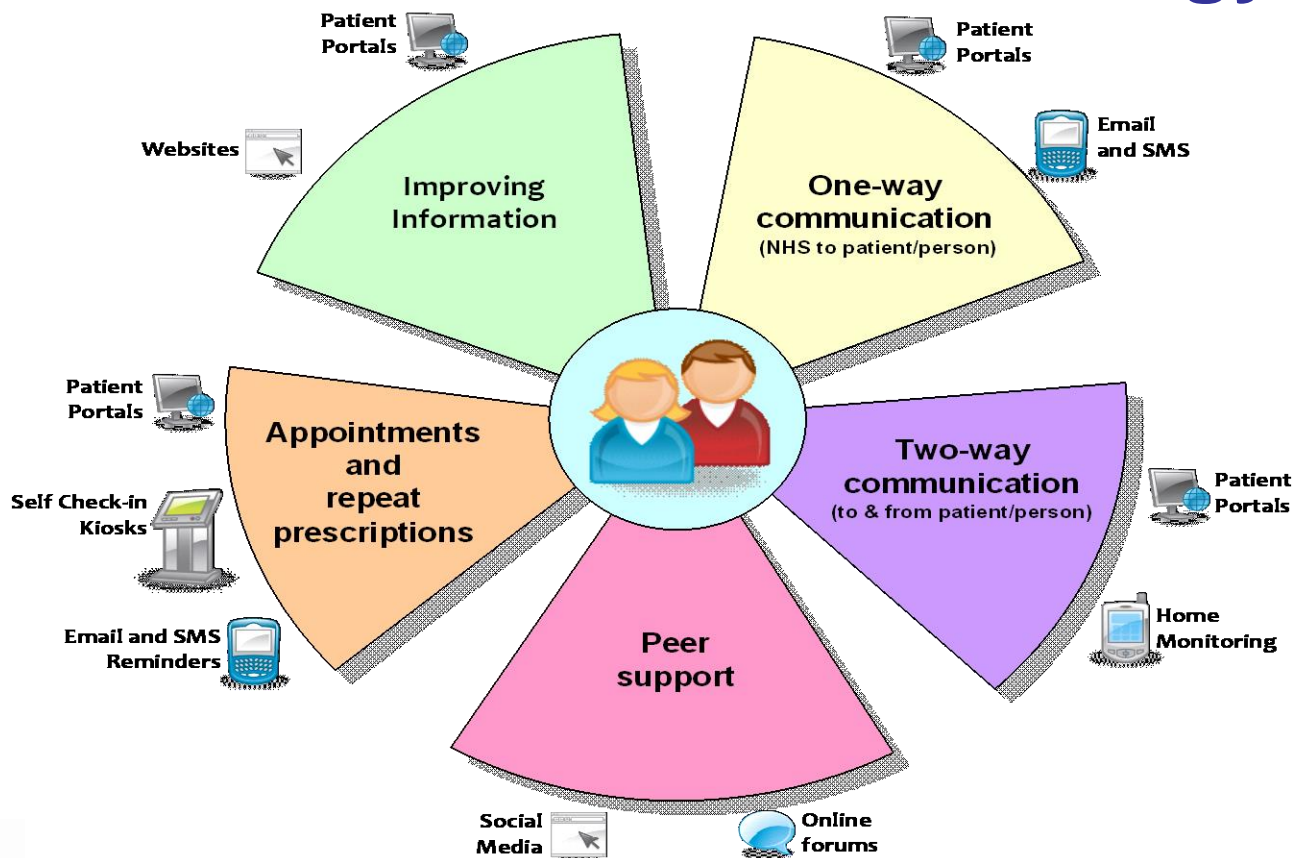 gy
Patient
Portals
Patient
Portals
Websites
Email
and SMS
Improving
Information
One-way
communication
(NHS to patient/person)
Patient
Portals
Appointments
and
repeat
prescriptions
Self Check-in
Kiosks
Email and SMS
Reminders
Two-way
communication
(to & from patient/person)
Patient
Portals
Home
Monitoring
Peer
support
Social
Media
Online
forums